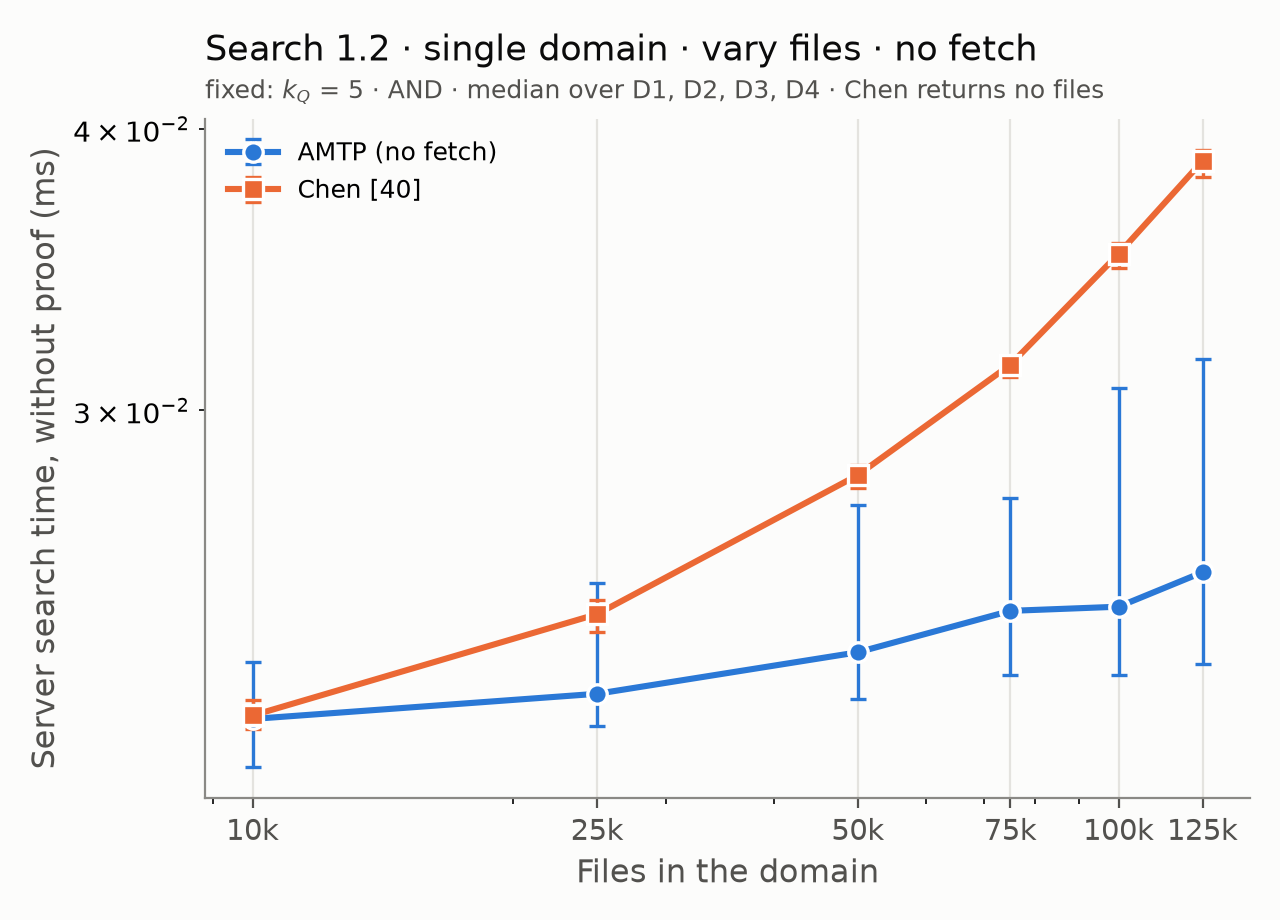 Search 1.2 · single domain · vary files · no fetch
fixed: k_Q = 5 · AND · median over D1, D2, D3, D4 · Chen returns no files
4 × 10⁻²
3 × 10⁻²
Server search time, without proof (ms)
AMTP (no fetch)
Chen [40]
10k 25k 50k 75k 100k 125k
Files in the domain